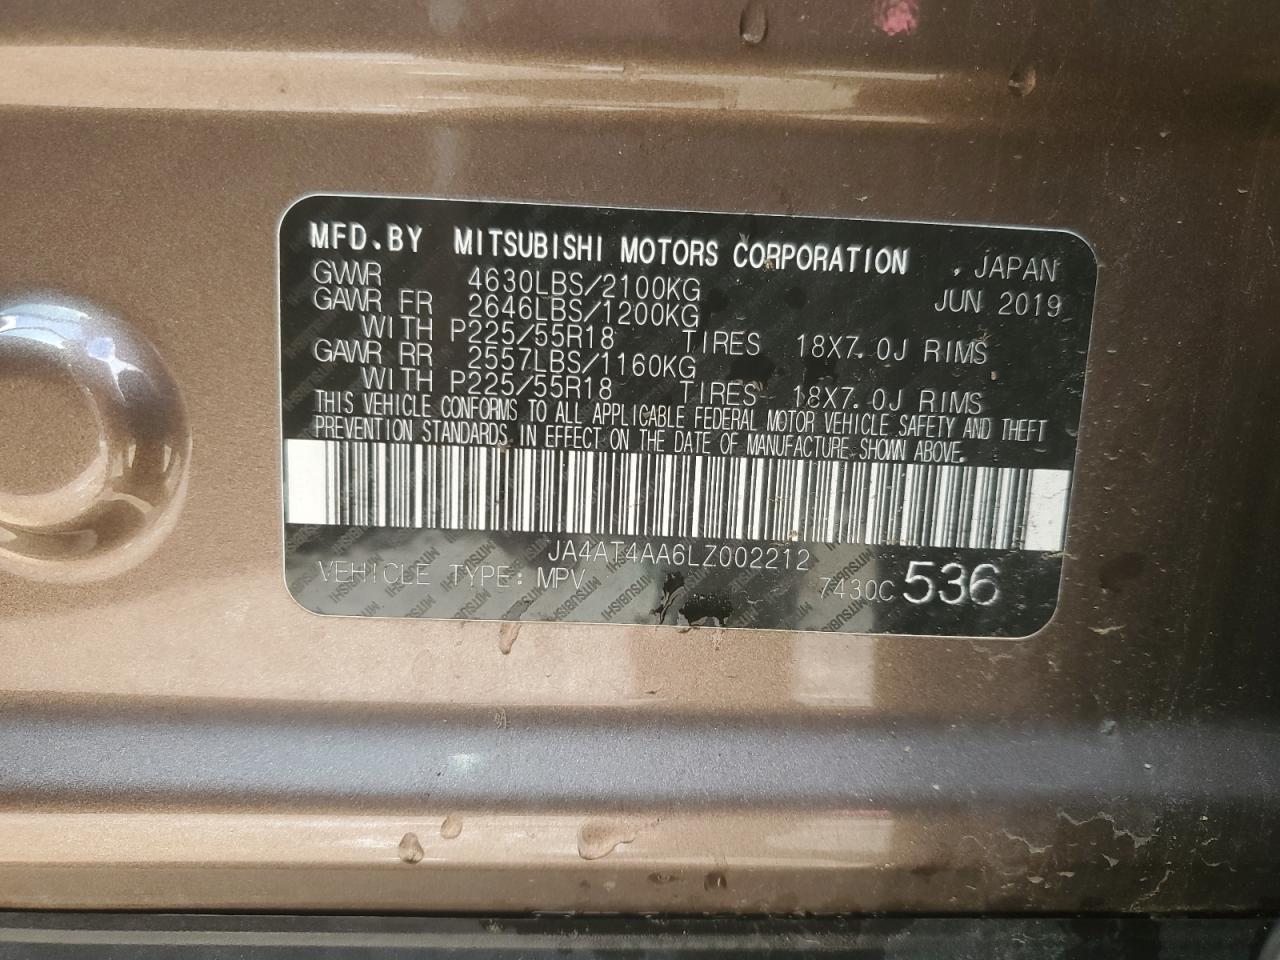 MFD.BY MITSUBISHI MOTORS CORPORATION , JAPAN
GVWR 4630LBS/2100KG JUN 2019
GAWR FR 2646LBS/1200KG
WITH P225/55R18 TIRES 18X7.0J RIMS
GAWR RR 2557LBS/1160KG
WITH P225/55R18 TIRES 18X7.0J RIMS
THIS VEHICLE CONFORMS TO ALL APPLICABLE FEDERAL MOTOR VEHICLE SAFETY AND THEFT
PREVENTION STANDARDS IN EFFECT ON THE DATE OF MANUFACTURE SHOWN ABOVE.
JA4AT4AA6LZ002212
VEHICLE TYPE: MPV 7430C 536